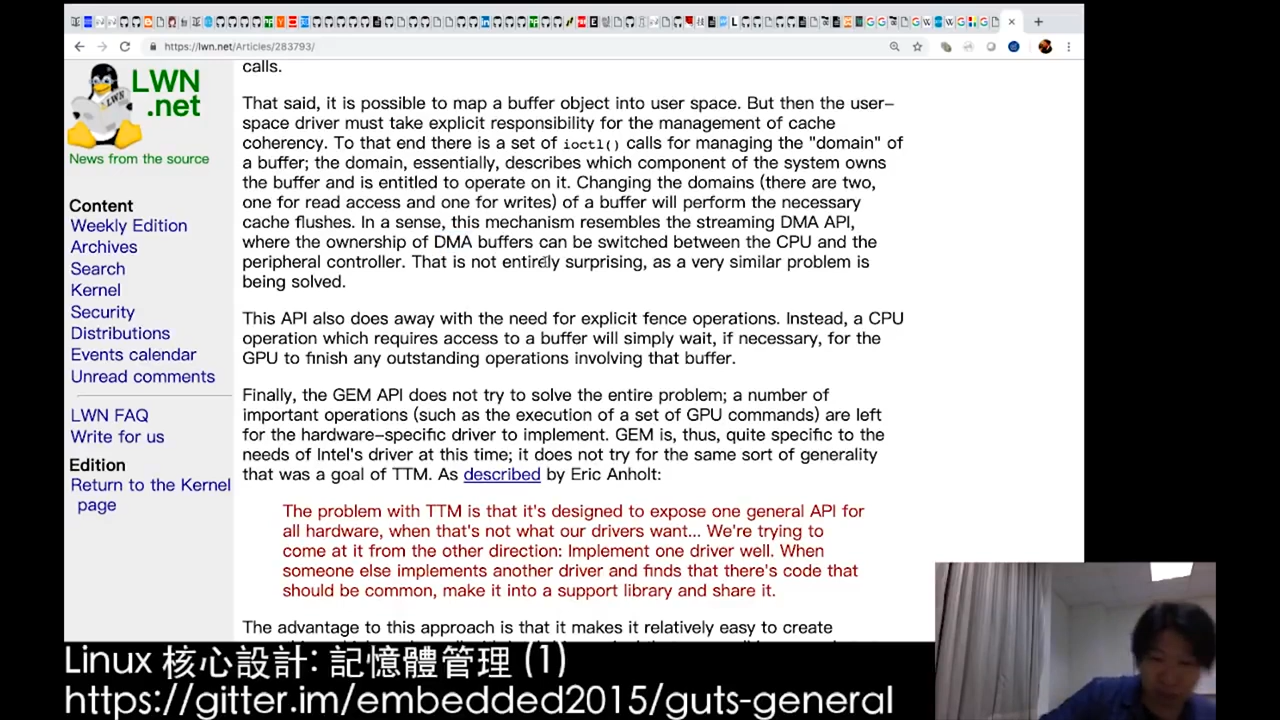 https://lwn.net/Articles/283793/
LWN
.net
News from the source
Content
Weekly Edition
Archives
Search
Kernel
Security
Distributions
Events calendar
Unread comments
LWN FAQ
Write for us
Edition
Return to the Kernel
page
calls.
That said, it is possible to map a buffer object into user space. But then the user-
space driver must take explicit responsibility for the management of cache
coherency. To that end there is a set of ioctl() calls for managing the "domain" of
a buffer; the domain, essentially, describes which component of the system owns
the buffer and is entitled to operate on it. Changing the domains (there are two,
one for read access and one for writes) of a buffer will perform the necessary
cache flushes. In a sense, this mechanism resembles the streaming DMA API,
where the ownership of DMA buffers can be switched between the CPU and the
peripheral controller. That is not entirely surprising, as a very similar problem is
being solved.
This API also does away with the need for explicit fence operations. Instead, a CPU
operation which requires access to a buffer will simply wait, if necessary, for the
GPU to finish any outstanding operations involving that buffer.
Finally, the GEM API does not try to solve the entire problem; a number of
important operations (such as the execution of a set of GPU commands) are left
for the hardware-specific driver to implement. GEM is, thus, quite specific to the
needs of Intel's driver at this time; it does not try for the same sort of generality
that was a goal of TTM. As described by Eric Anholt:
The problem with TTM is that it's designed to expose one general API for
all hardware, when that's not what our drivers want... We're trying to
come at it from the other direction: Implement one driver well. When
someone else implements another driver and finds that there's code that
should be common, make it into a support library and share it.
The advantage to this approach is that it makes it relatively easy to create
Linux 核心設計: 記憶體管理 (1)
https://gitter.im/embedded2015/guts-general